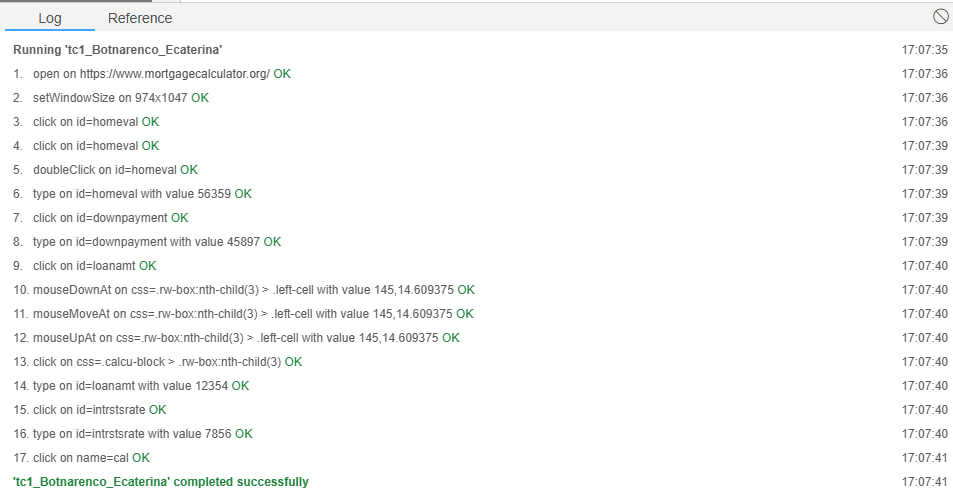 Log Reference
Running 'tc1_Botnarenco_Ecaterina' 17:07:35
1. open on https://www.mortgagecalculator.org/ OK 17:07:36
2. setWindowSize on 974x1047 OK 17:07:36
3. click on id=homeval OK 17:07:36
4. click on id=homeval OK 17:07:39
5. doubleClick on id=homeval OK 17:07:39
6. type on id=homeval with value 56359 OK 17:07:39
7. click on id=downpayment OK 17:07:39
8. type on id=downpayment with value 45897 OK 17:07:39
9. click on id=loanamt OK 17:07:40
10. mouseDownAt on css=.rw-box:nth-child(3) > .left-cell with value 145,14.609375 OK 17:07:40
11. mouseMoveAt on css=.rw-box:nth-child(3) > .left-cell with value 145,14.609375 OK 17:07:40
12. mouseUpAt on css=.rw-box:nth-child(3) > .left-cell with value 145,14.609375 OK 17:07:40
13. click on css=.calcu-block > .rw-box:nth-child(3) OK 17:07:40
14. type on id=loanamt with value 12354 OK 17:07:40
15. click on id=intrstsrate OK 17:07:40
16. type on id=intrstsrate with value 7856 OK 17:07:40
17. click on name=cal OK 17:07:41
'tc1_Botnarenco_Ecaterina' completed successfully 17:07:41